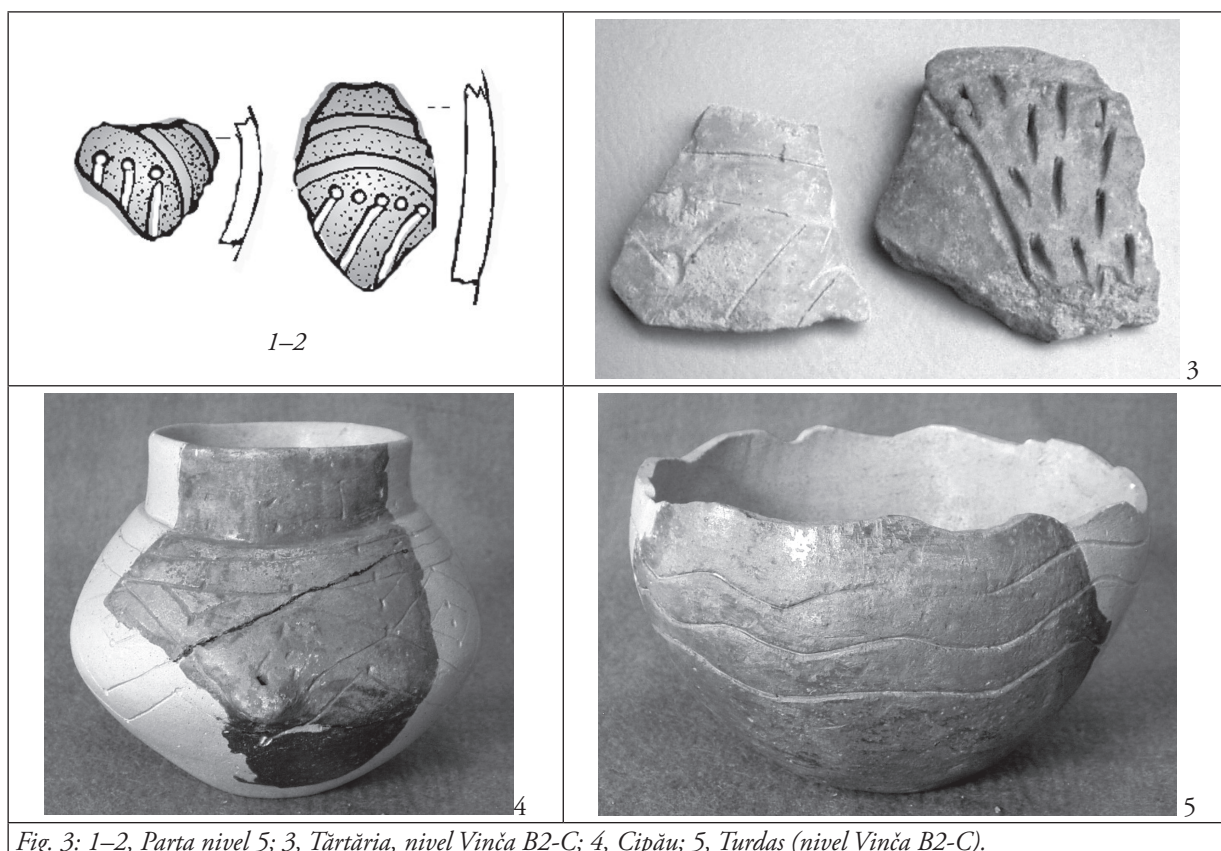 1–2
3
4
5
Fig. 3: 1–2, Parta nivel 5; 3, Tărtăria, nivel Vinča B2-C; 4, Cipău; 5, Turdaş (nivel Vinča B2-C).